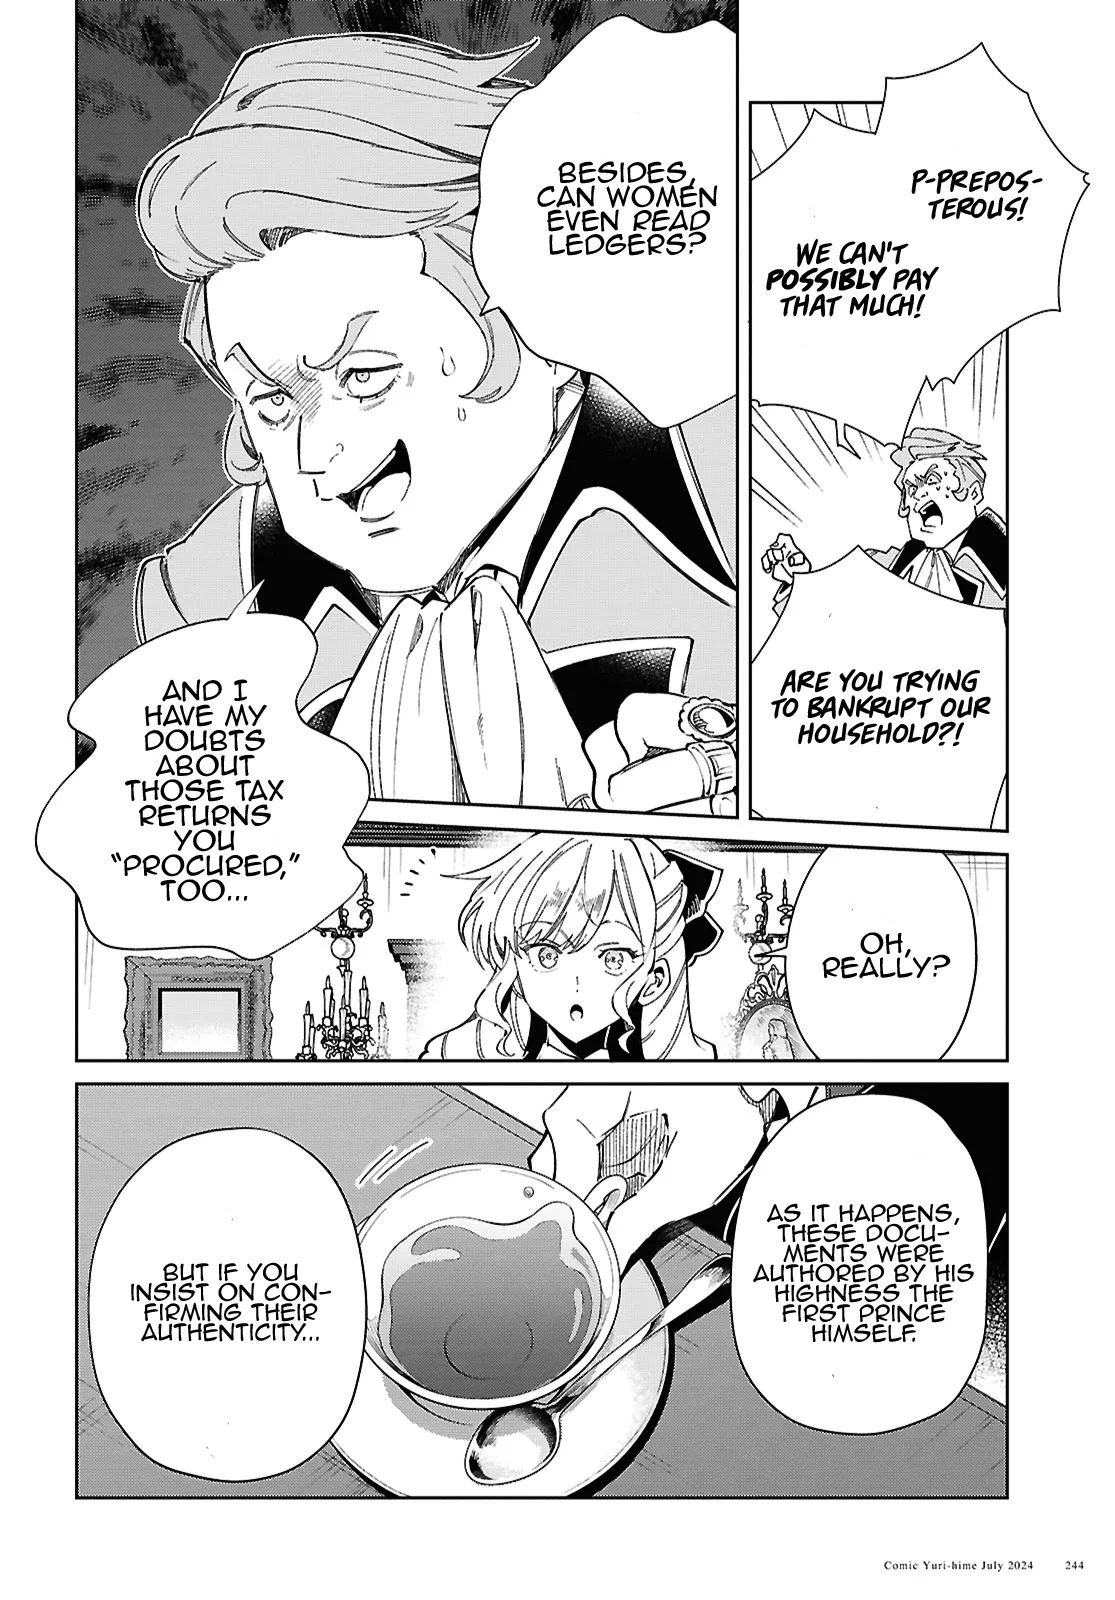 P-PREPOS-
TEROUS!
WE CAN'T
POSSIBLY PAY
THAT MUCH!
ARE YOU TRYING
TO BANKRUPT OUR
HOUSEHOLD?!
BESIDES,
CAN WOMEN
EVEN READ
LEDGERS?
AND I
HAVE MY
DOUBTS
ABOUT
THOSE TAX
RETURNS
YOU
“PROCURED,”
TOO...
OH,
REALLY?
AS IT HAPPENS,
THESE DOCU-
MENTS WERE
AUTHORED BY HIS
HIGHNESS THE
FIRST PRINCE
HIMSELF.
BUT IF YOU
INSIST ON CON-
FIRMING THEIR
AUTHENTICITY...
Comic Yuri-hime July 2024 244